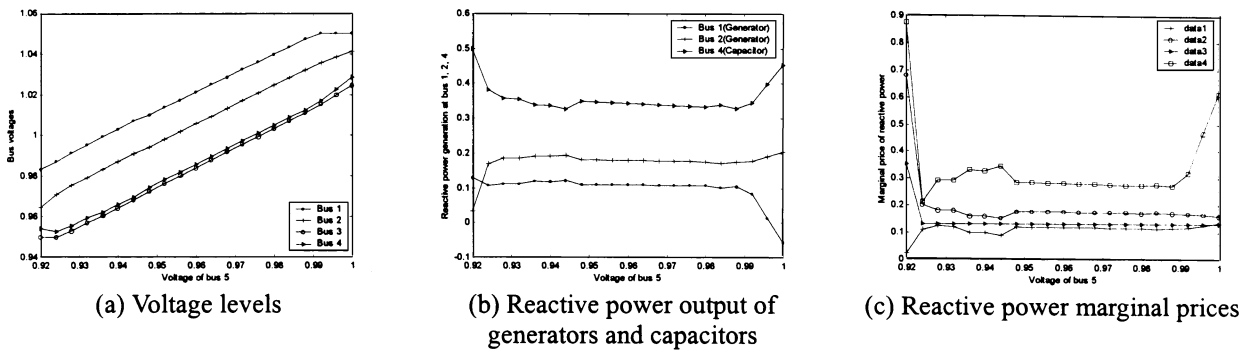 1.06
1.04
1.02
1
0.98
0.96
0.94
Bus voltages
Bus 1
Bus 2
Bus 3
Bus 4
0.92 0.93 0.94 0.95 0.96 0.97 0.98 0.99 1
Voltage of bus 5
(a) Voltage levels
0.6
0.5
0.4
0.3
0.2
0.1
0
-0.1
Reactive power generation at bus 1, 2, 4
Bus 1(Generator)
Bus 2(Generator)
Bus 4(Capacitor)
0.92 0.93 0.94 0.95 0.96 0.97 0.98 0.99 1
Voltage of bus 5
(b) Reactive power output of
generators and capacitors
0.9
0.8
0.7
0.6
0.5
0.4
0.3
0.2
0.1
0
Marginal price of reactive power
data1
data2
data3
data4
0.92 0.93 0.94 0.95 0.96 0.97 0.98 0.99 1
Voltage of bus 5
(c) Reactive power marginal prices